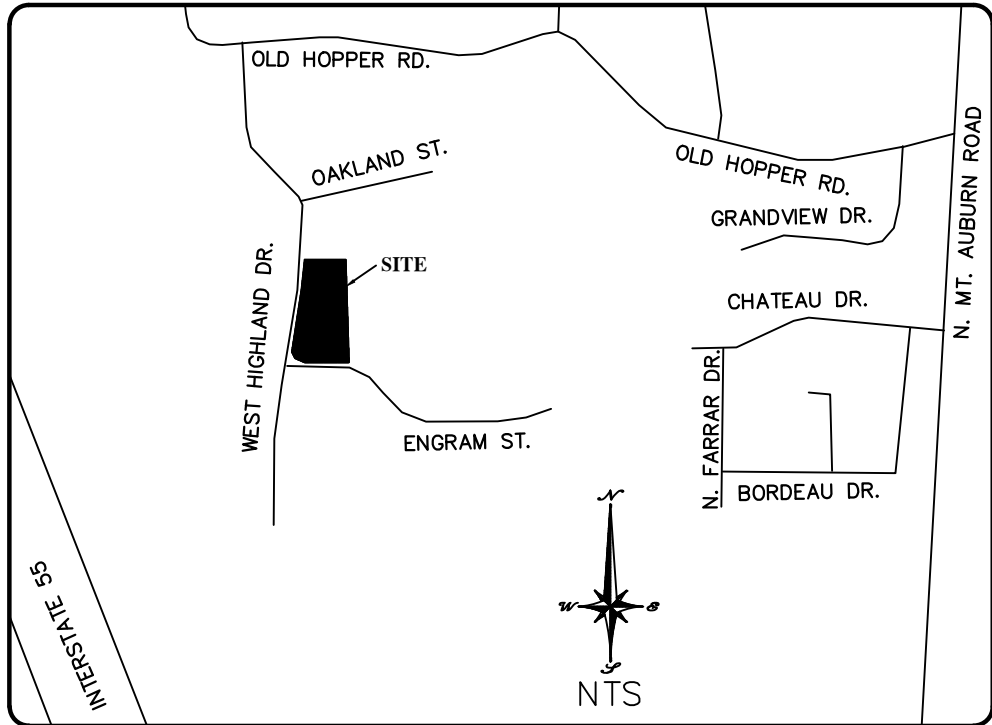 OLD HOPPER RD.
OAKLAND ST.
OLD HOPPER RD.
GRANDVIEW DR.
N. MT. AUBURN ROAD
SITE
WEST HIGHLAND DR.
CHATEAU DR.
N. FARRAR DR.
ENGRAM ST.
BORDEAU DR.
INTERSTATE 55
N
W
E
S
NTS